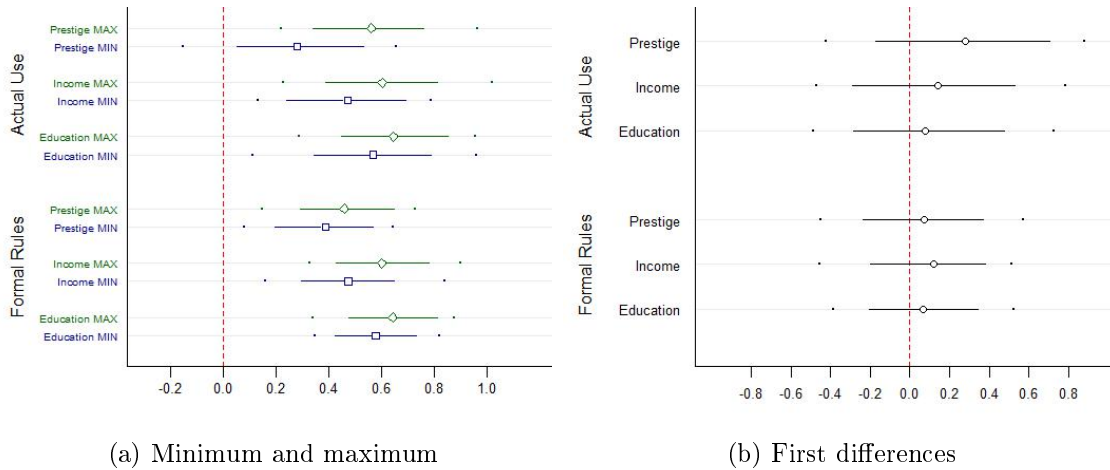 Actual Use
Prestige MAX
Prestige MIN
Income MAX
Income MIN
Education MAX
Education MIN
Formal Rules
Prestige MAX
Prestige MIN
Income MAX
Income MIN
Education MAX
Education MIN
-0.2 0.0 0.2 0.4 0.6 0.8 1.0
(a) Minimum and maximum
Actual Use
Prestige
Income
Education
Formal Rules
Prestige
Income
Education
-0.8 -0.6 -0.4 -0.2 0.0 0.2 0.4 0.6 0.8
(b) First differences